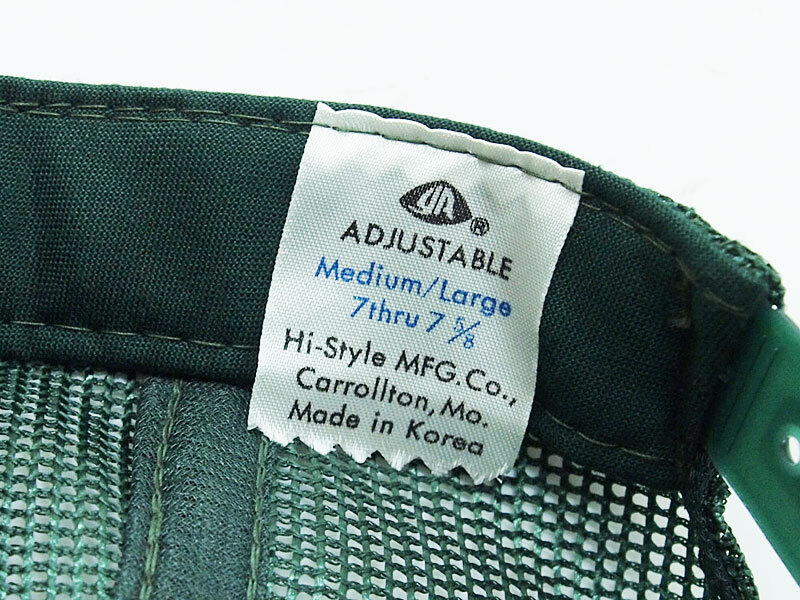 ®
ADJUSTABLE
Medium/Large
7thru 7 5/8
Hi-Style MFG.Co.,
Carrollton, Mo.
Made in Korea